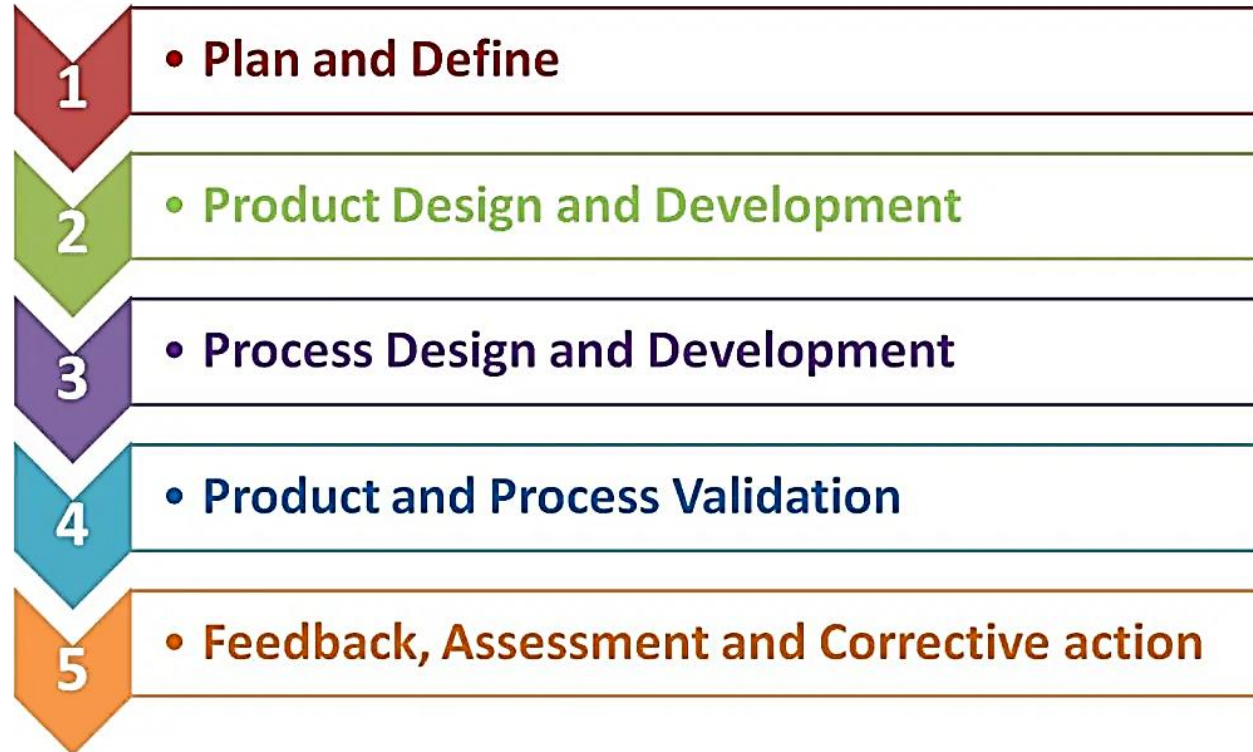 1 • Plan and Define
2 • Product Design and Development
3 • Process Design and Development
4 • Product and Process Validation
5 • Feedback, Assessment and Corrective action